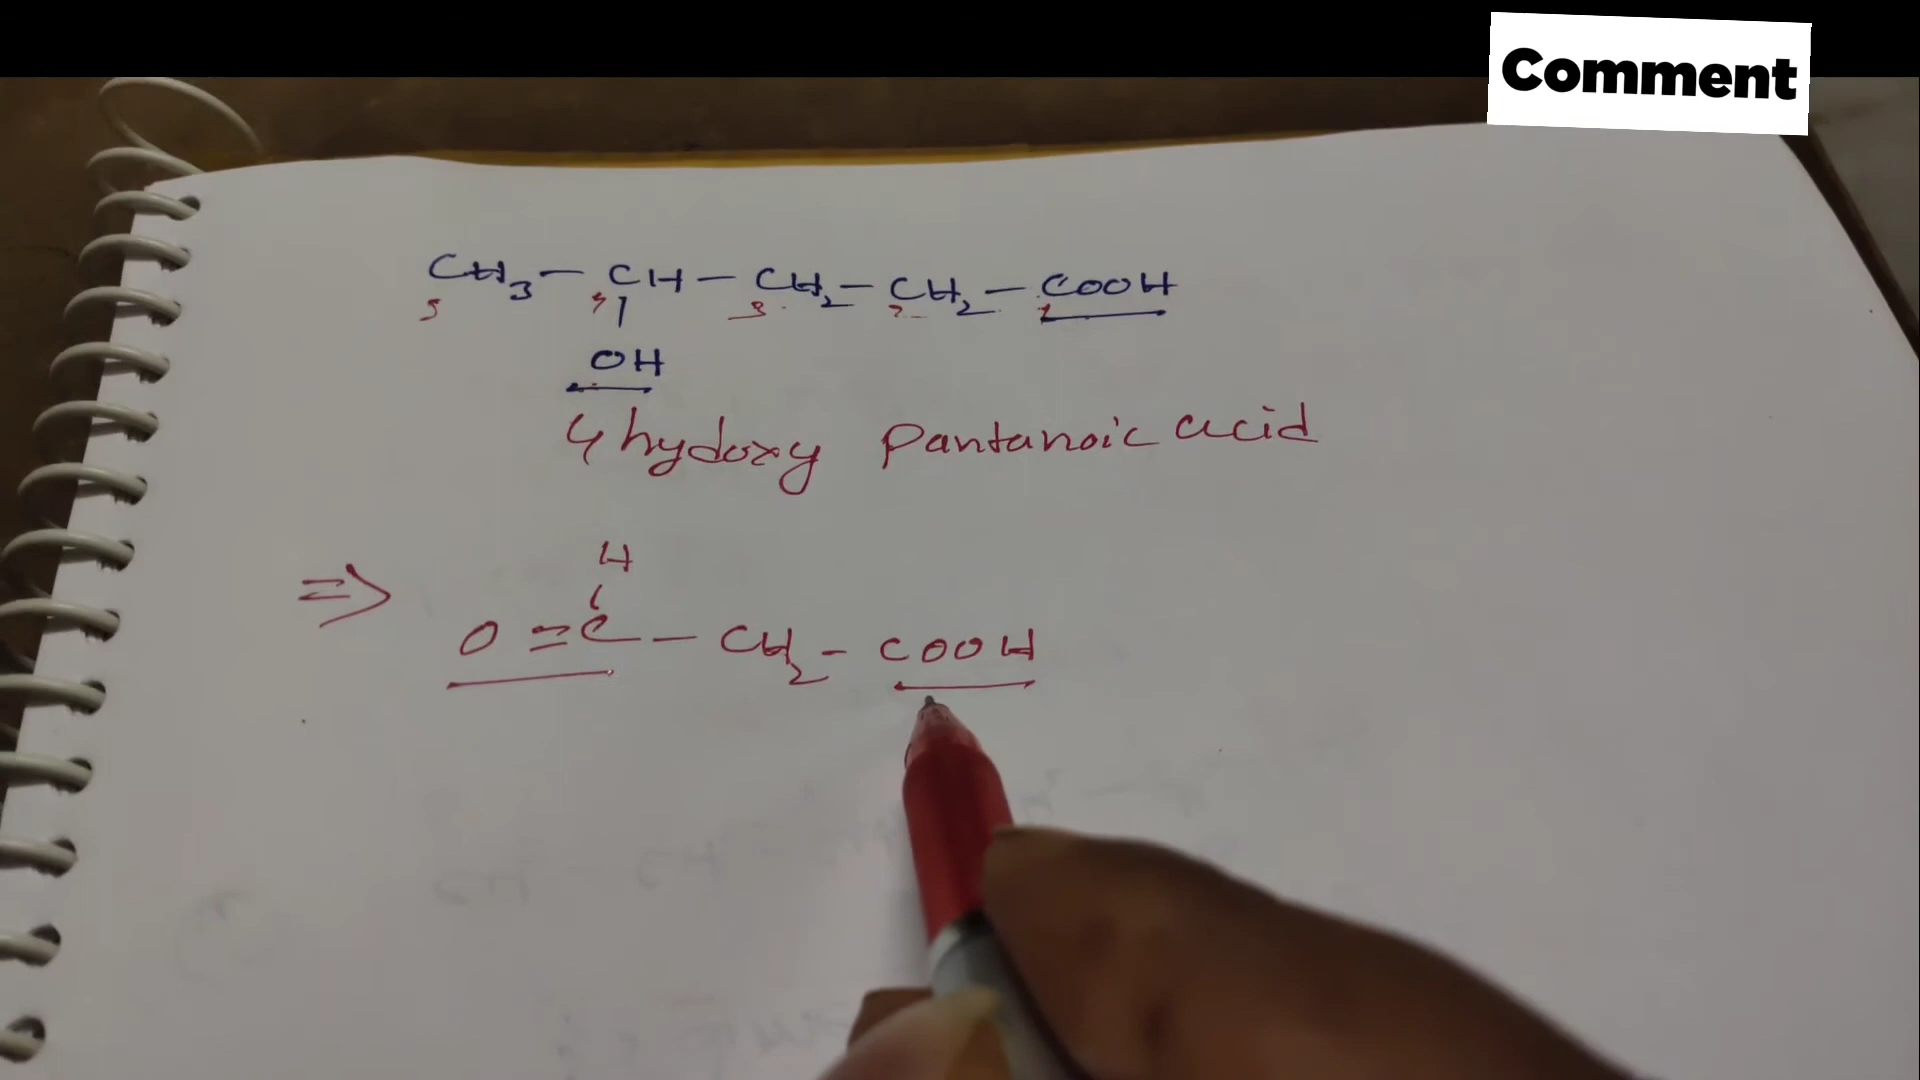 Comment
CH3 – CH – CH2 – CH2 – COOH
5 4 3 2 1
OH
4 hydoxy Pantanoic acid
H
⇒ O = C – CH2 – COOH